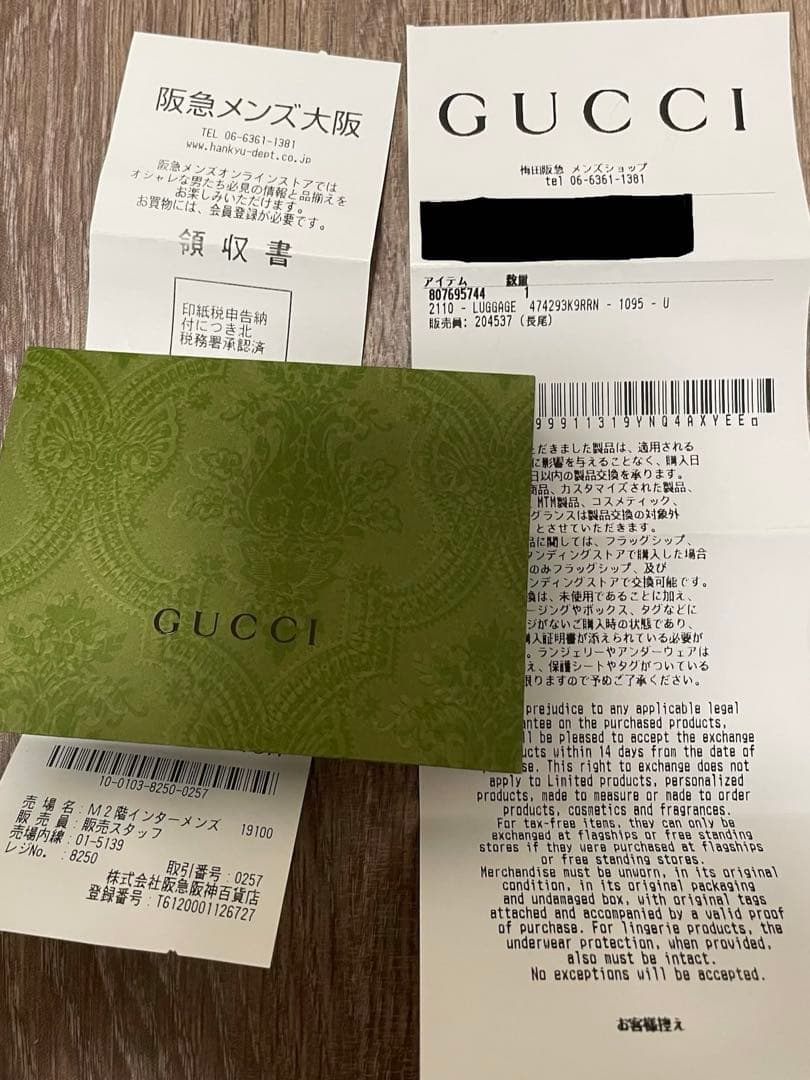 阪急メンズ大阪
TEL 06-6361-1381
www.hankyu-dept.co.jp
阪急メンズオンラインストアでは
オシャレな男たち必見の情報と品揃えを
お楽しみいただけます。
お買物には、会員登録が必要です。
領収書
印紙税申告納
付につき北
税務署承認済
GUCCI
10-0103-8250-0257
売場名:M2階インターメンズ
販売員:販売スタッフ 19100
売場内線:01-5139
レジNo. :8250
取引番号:0257
株式会社阪急阪神百貨店
登録番号:T6120001126727
GUCCI
梅田阪急 メンズショップ
tel 06-6361-1381
アイテム 数量
807695744 1
2110 - LUGGAGE 474293K9RRN - 1095 - U
販売員: 204537 (長尾)
99911319YNQ4AXYEE
だきました製品は、適用される
に影響を与えることなく、購入日
日以内の製品交換を承ります。
商品、カスタマイズされた製品、
MTM製品、コスメティック、
グランスは製品交換の対象外
とさせていただきます。
品に関しては、フラッグシップ、
ンディングストアで購入した場合
のみフラッグシップ、及び
ンディングストアで交換可能です。
換は、未使用であることに加え、
ージングやボックス、タグなどに
ジがないご購入時の状態であり、
購入証明書が添えられている必要が
。ランジェリーやアンダーウェアは
え、保護シートやタグがついている
限りますので予めご了承ください。
prejudice to any applicable legal
antee on the purchased products,
ll be pleased to accept the exchange
ucts within 14 days from the date of
se. This right to exchange does not
apply to Limited products, personalized
products, made to measure or made to order
products, cosmetics and fragrances.
For tax-free items, they can only be
exchanged at flagships or free standing
stores if they were purchased at flagships
or free standing stores.
Merchandise must be unworn, in its original
condition, in its original packaging
and undamaged box, with original tags
attached and accompanied by a valid proof
of purchase. For lingerie products, the
underwear protection, when provided,
also must be intact.
No exceptions will be accepted.
お客様控え